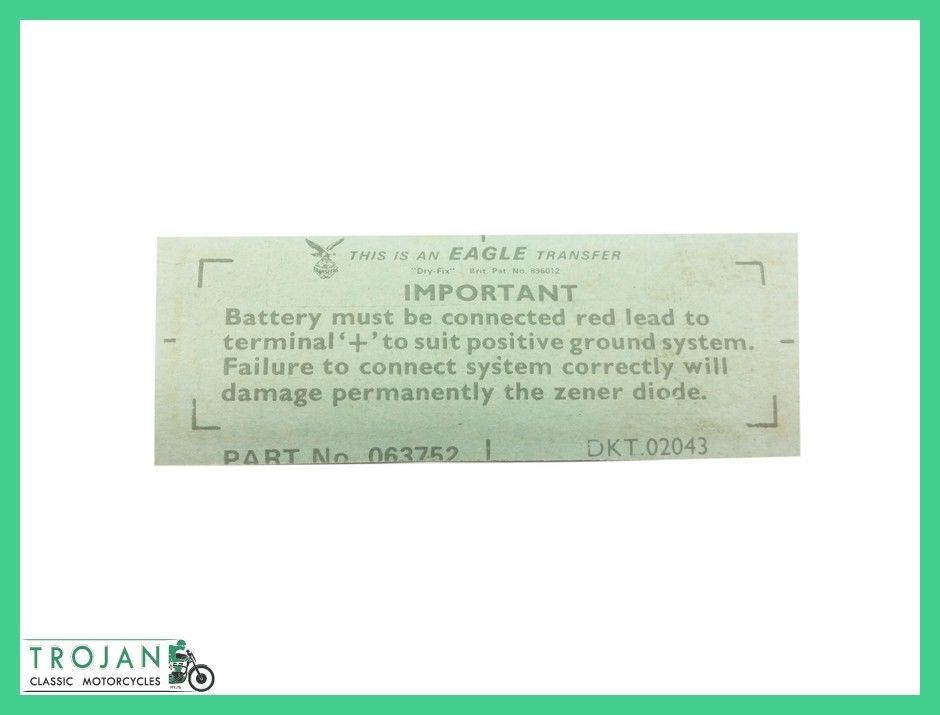 THIS IS AN EAGLE TRANSFER
"Dry-Fix" Brit. Pat. No. 896012
IMPORTANT
Battery must be connected red lead to
terminal '+' to suit positive ground system.
Failure to connect system correctly will
damage permanently the zener diode.
PART No. 063752
DKT.02043
TROJAN
CLASSIC MOTORCYCLES